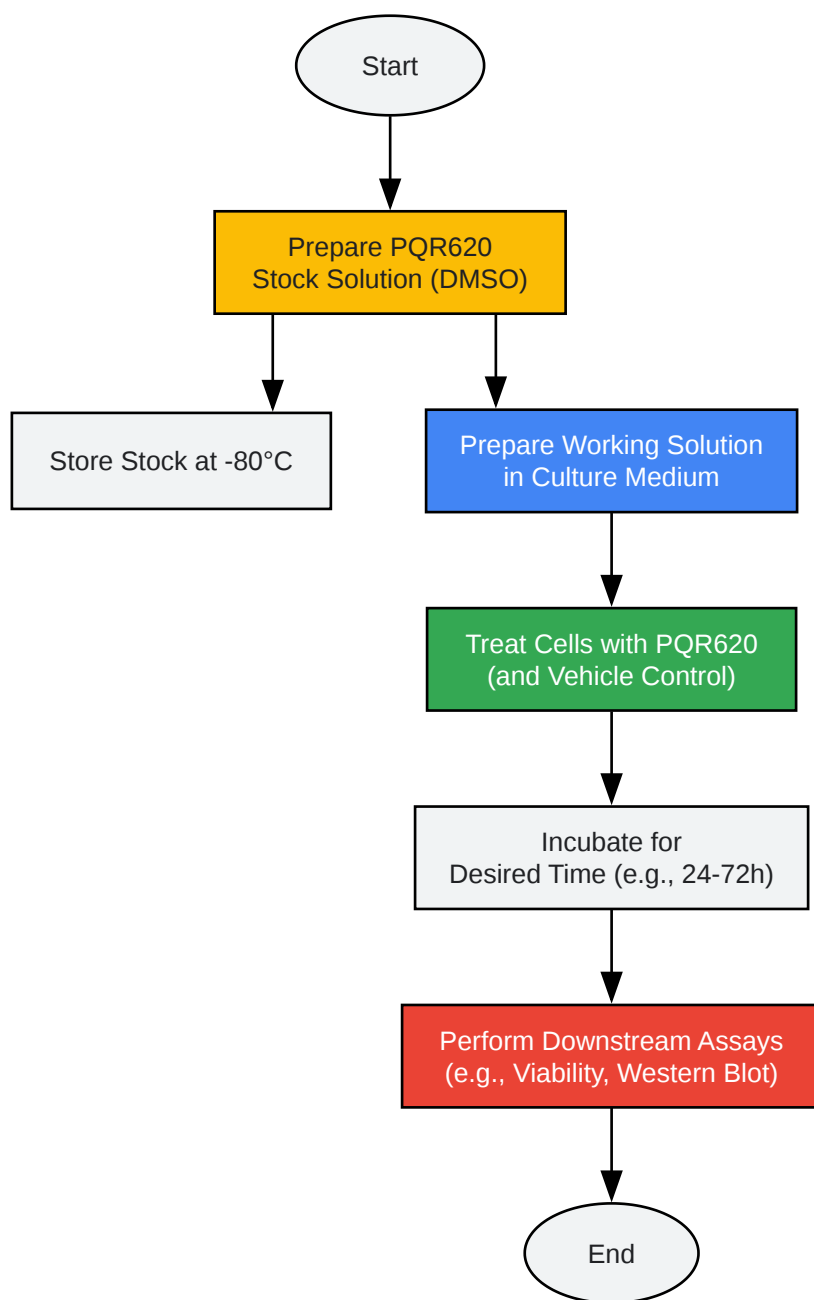 Start
Prepare PQR620
Stock Solution (DMSO)
Store Stock at -80°C
Prepare Working Solution
in Culture Medium
Treat Cells with PQR620
(and Vehicle Control)
Incubate for
Desired Time (e.g., 24-72h)
Perform Downstream Assays
(e.g., Viability, Western Blot)
End